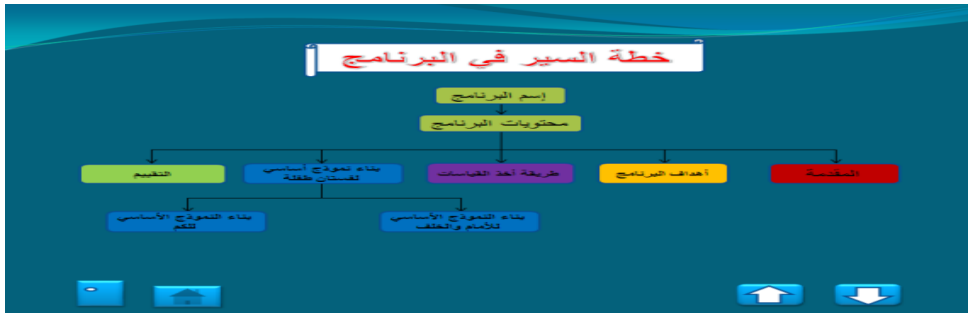 خطة السير في البرنامج
إسم البرنامج
محتويات البرنامج
المقدمة
أهداف البرنامج
طريقة أخذ القياسات
بناء نموذج أساسي
لفستان طفلة
التقييم
بناء النموذج الأساسي
للأمام والخلف
بناء النموذج الأساسي
للكم